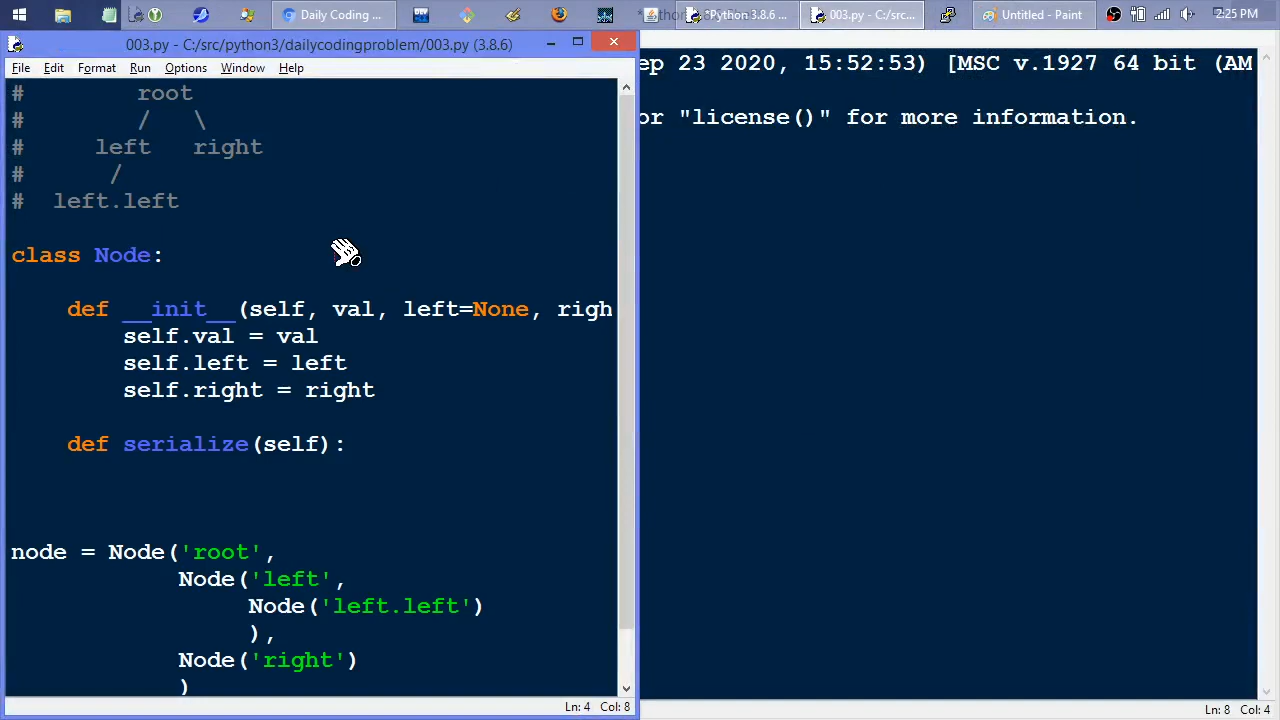 Daily Coding ...
*Python 3.8.6 ...
003.py - C:/src...
Untitled - Paint
2:25 PM
003.py - C:/src/python3/dailycodingproblem/003.py (3.8.6)
File Edit Format Run Options Window Help
#        root
#        /   \
#     left   right
#      /
#  left.left
class Node:
def __init__(self, val, left=None, righ
self.val = val
self.left = left
self.right = right
def serialize(self):
node = Node('root',
Node('left',
Node('left.left')
),
Node('right')
)
Ln: 4 Col: 8
ep 23 2020, 15:52:53) [MSC v.1927 64 bit (AM
or "license()" for more information.
Ln: 8 Col: 4